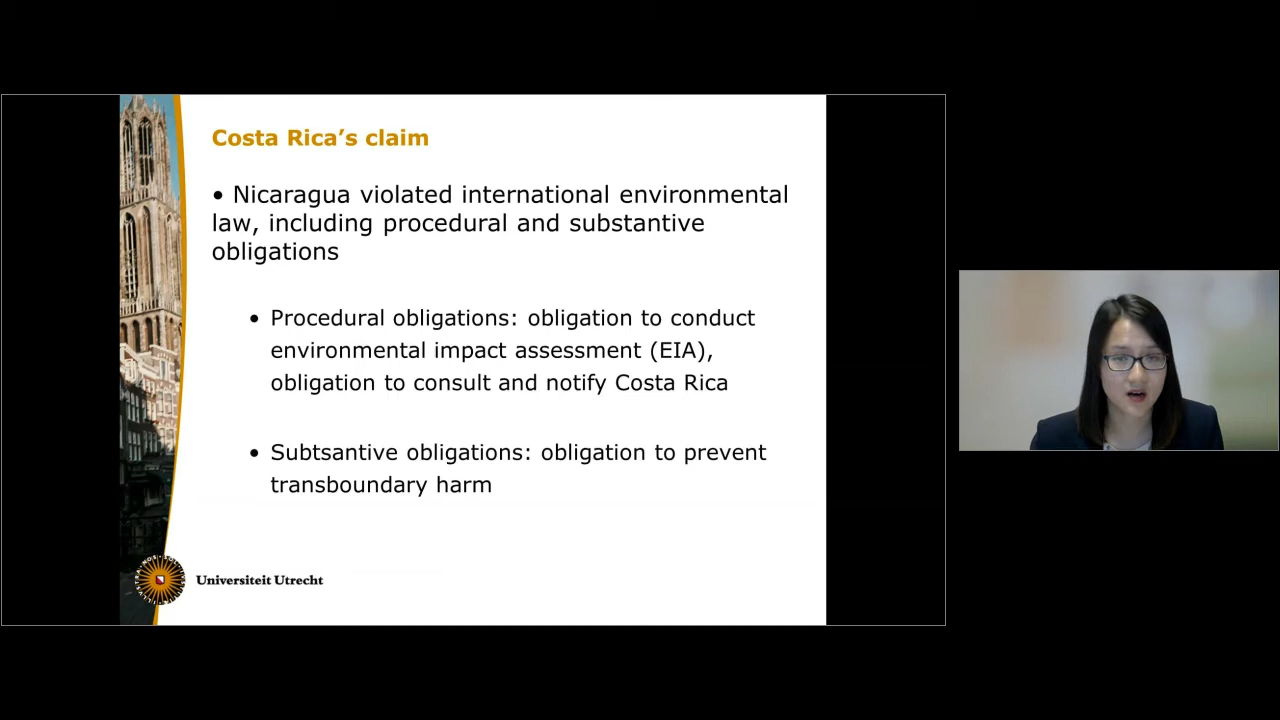 Costa Rica’s claim
• Nicaragua violated international environmental
law, including procedural and substantive
obligations
• Procedural obligations: obligation to conduct
environmental impact assessment (EIA),
obligation to consult and notify Costa Rica
• Subtsantive obligations: obligation to prevent
transboundary harm
Universiteit Utrecht